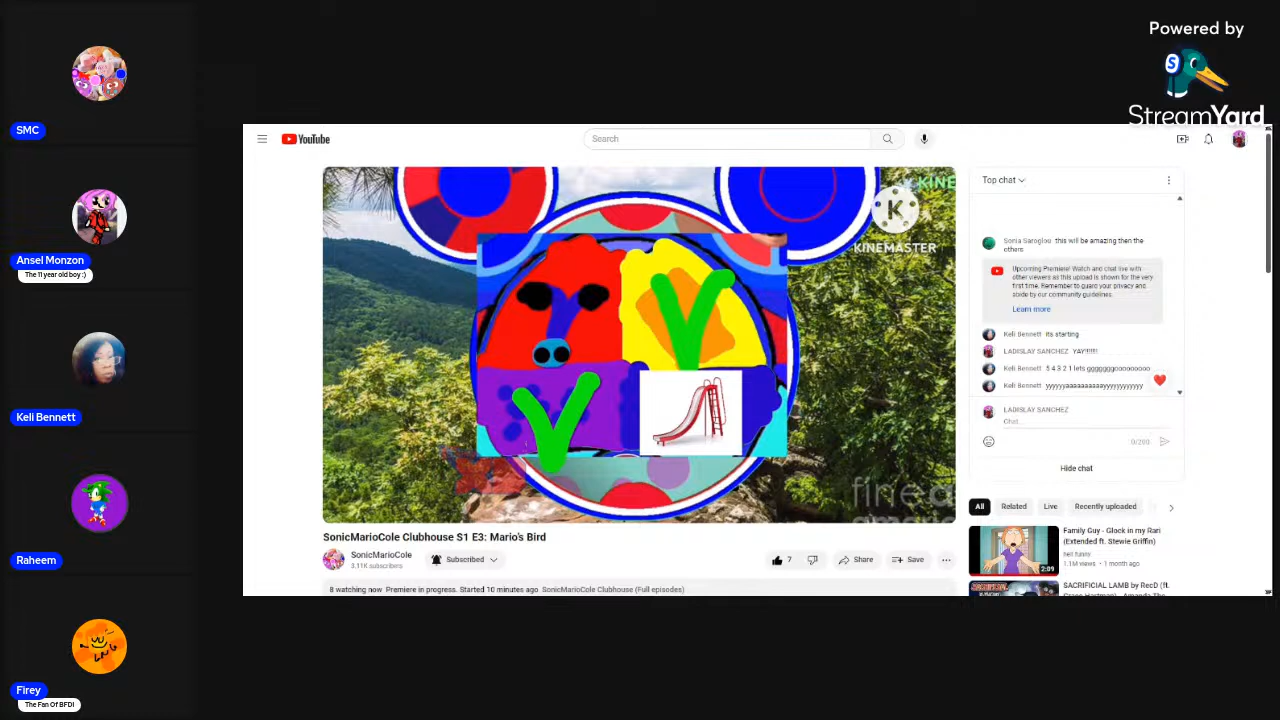 Powered by
S
StreamYard
SMC
Ansel Monzon
The 11 year old boy :)
Keli Bennett
Raheem
Firey
The Fan Of BFDI
YouTube
Search
KINE
K
KINEMASTER
finea
SonicMarioCole Clubhouse S1 E3: Mario's Bird
SonicMarioCole
3.11K subscribers
Subscribed
7
Share
Save
8 watching now Premiere in progress. Started 10 minutes ago SonicMarioCole Clubhouse (Full episodes)
Top chat
Sonia Saroglou this will be amazing then the
others
Upcoming Premiere! Watch and chat live with
other viewers as this upload is shown for the very
first time. Remember to guard your privacy and
abide by our community guidelines.
Learn more
Keli Bennett its starting
LADISLAY SANCHEZ YAY!!!!!!!
Keli Bennett 5 4 3 2 1 lets gggggggooooooooo
Keli Bennett yyyyyyaaaaaaaaayyyyyyyyyyy
LADISLAY SANCHEZ
Chat...
0/200
Hide chat
All
Related
Live
Recently uploaded
Family Guy - Glock in my Rari
(Extended ft. Stewie Griffin)
hell funny
1.1M views • 1 month ago
2:09
SACRIFICIAL LAMB by RecD (ft.